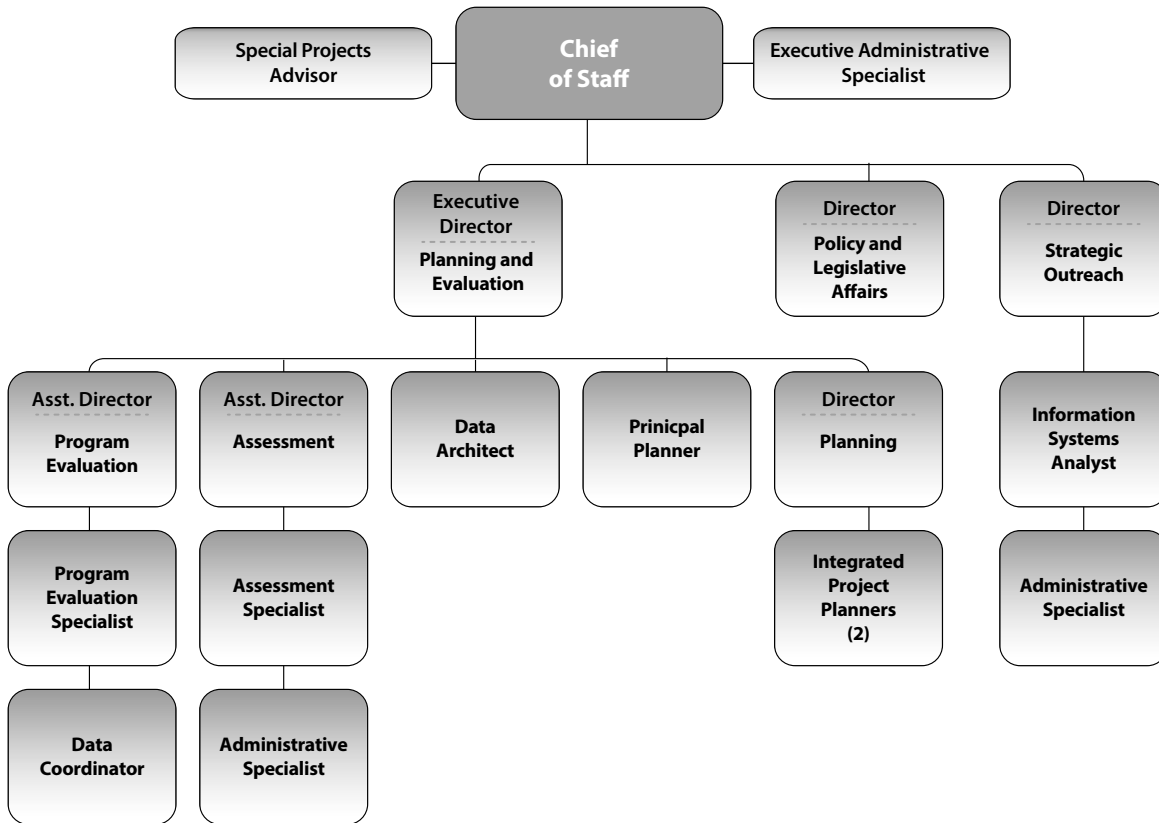 Special Projects
Advisor
Chief
of Staff
Executive Administrative
Specialist
Executive
Director
Planning and
Evaluation
Director
Policy and
Legislative
Affairs
Director
Strategic
Outreach
Asst. Director
Program
Evaluation
Asst. Director
Assessment
Data
Architect
Prinicpal
Planner
Director
Planning
Information
Systems
Analyst
Program
Evaluation
Specialist
Assessment
Specialist
Integrated
Project
Planners
(2)
Administrative
Specialist
Data
Coordinator
Administrative
Specialist